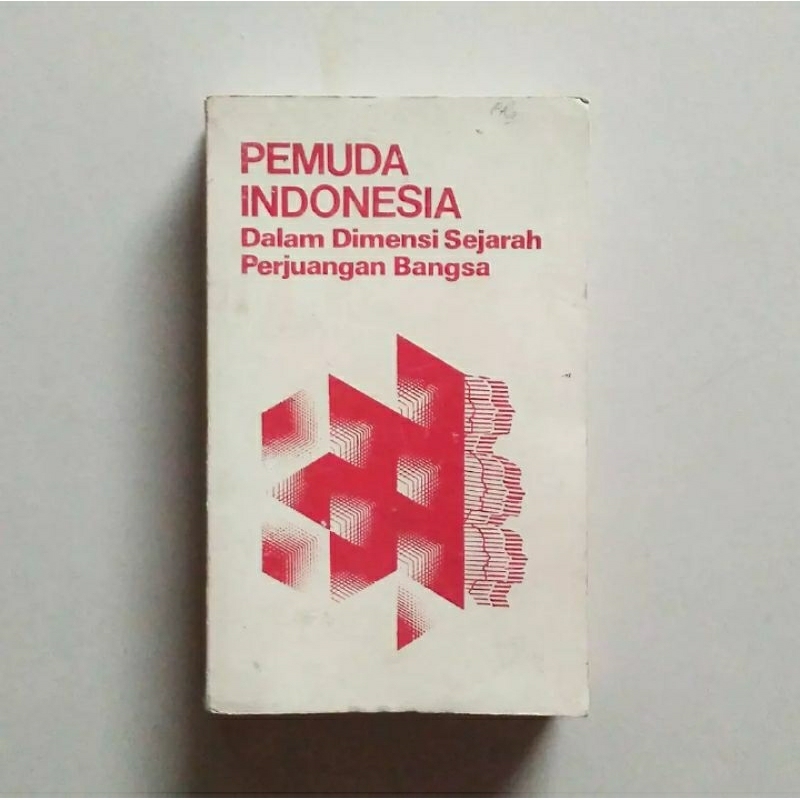 PEMUDA
INDONESIA
Dalam Dimensi Sejarah
Perjuangan Bangsa